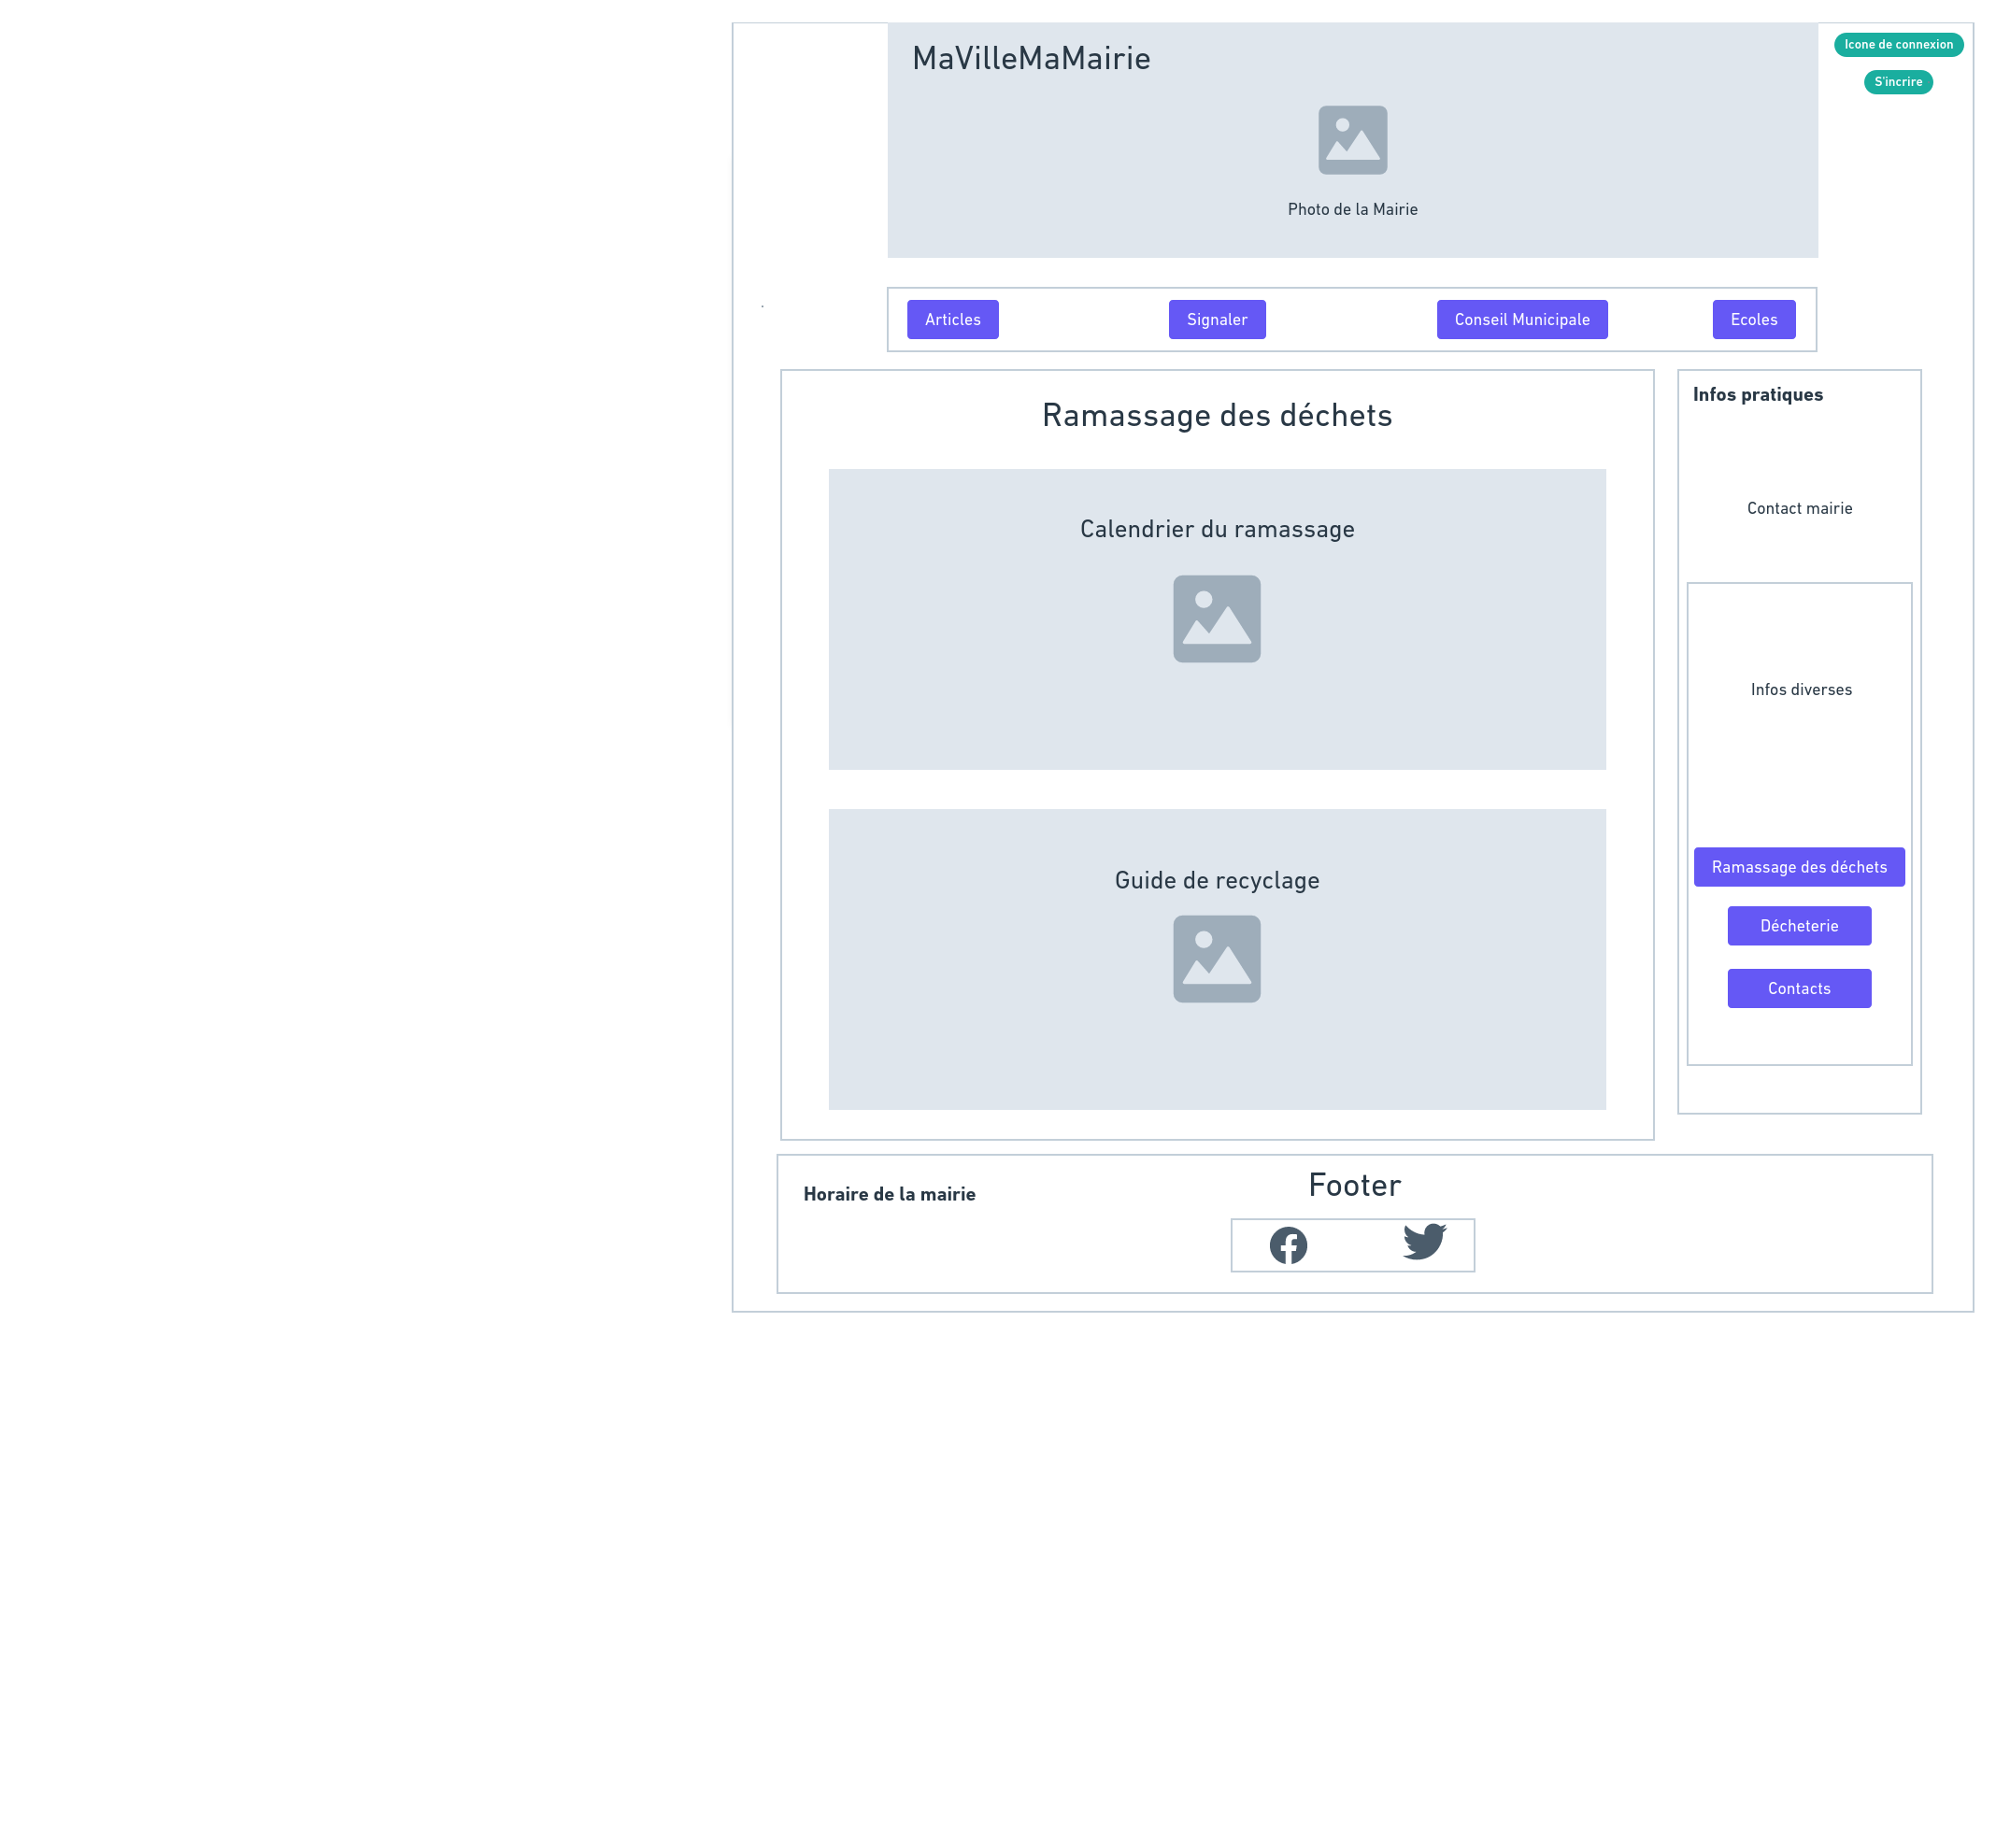 MaVilleMaMairie
Icone de connexion
S'incrire
Photo de la Mairie
Articles
Signaler
Conseil Municipale
Ecoles
Ramassage des déchets
Calendrier du ramassage
Guide de recyclage
Infos pratiques
Contact mairie
Infos diverses
Ramassage des déchets
Décheterie
Contacts
Horaire de la mairie
Footer